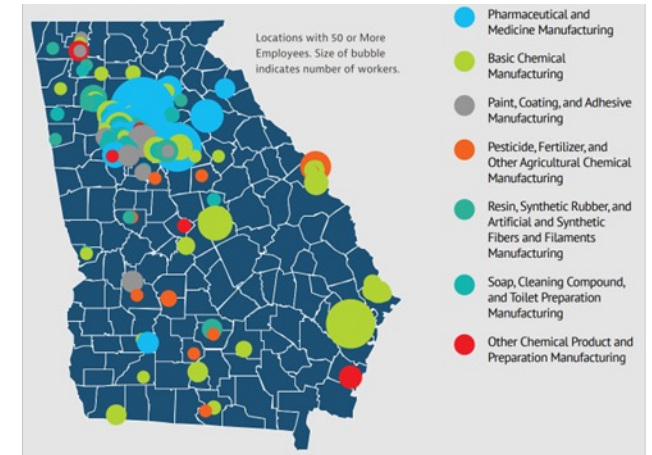 Locations with 50 or More
Employees. Size of bubble
indicates number of workers.
Pharmaceutical and
Medicine Manufacturing
Basic Chemical
Manufacturing
Paint, Coating, and Adhesive
Manufacturing
Pesticide, Fertilizer, and
Other Agricultural Chemical
Manufacturing
Resin, Synthetic Rubber, and
Artificial and Synthetic
Fibers and Filaments
Manufacturing
Soap, Cleaning Compound,
and Toilet Preparation
Manufacturing
Other Chemical Product and
Preparation Manufacturing